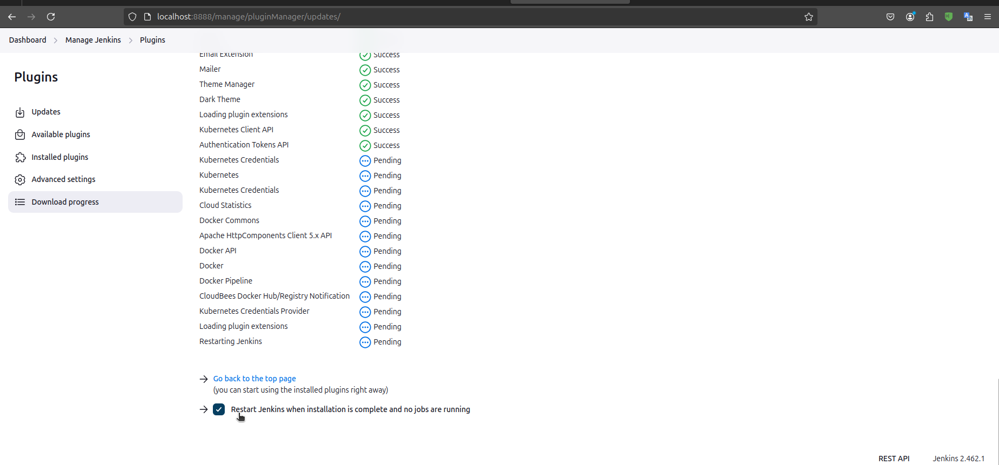 localhost:8888/manage/pluginManager/updates/
Dashboard > Manage Jenkins > Plugins
Plugins
Updates
Available plugins
Installed plugins
Advanced settings
Download progress
Email Extension Success
Mailer Success
Theme Manager Success
Dark Theme Success
Loading plugin extensions Success
Kubernetes Client API Success
Authentication Tokens API Success
Kubernetes Credentials Pending
Kubernetes Pending
Kubernetes Credentials Pending
Cloud Statistics Pending
Docker Commons Pending
Apache HttpComponents Client 5.x API Pending
Docker API Pending
Docker Pending
Docker Pipeline Pending
CloudBees Docker Hub/Registry Notification Pending
Kubernetes Credentials Provider Pending
Loading plugin extensions Pending
Restarting Jenkins Pending
Go back to the top page
(you can start using the installed plugins right away)
Restart Jenkins when installation is complete and no jobs are running
REST API Jenkins 2.462.1